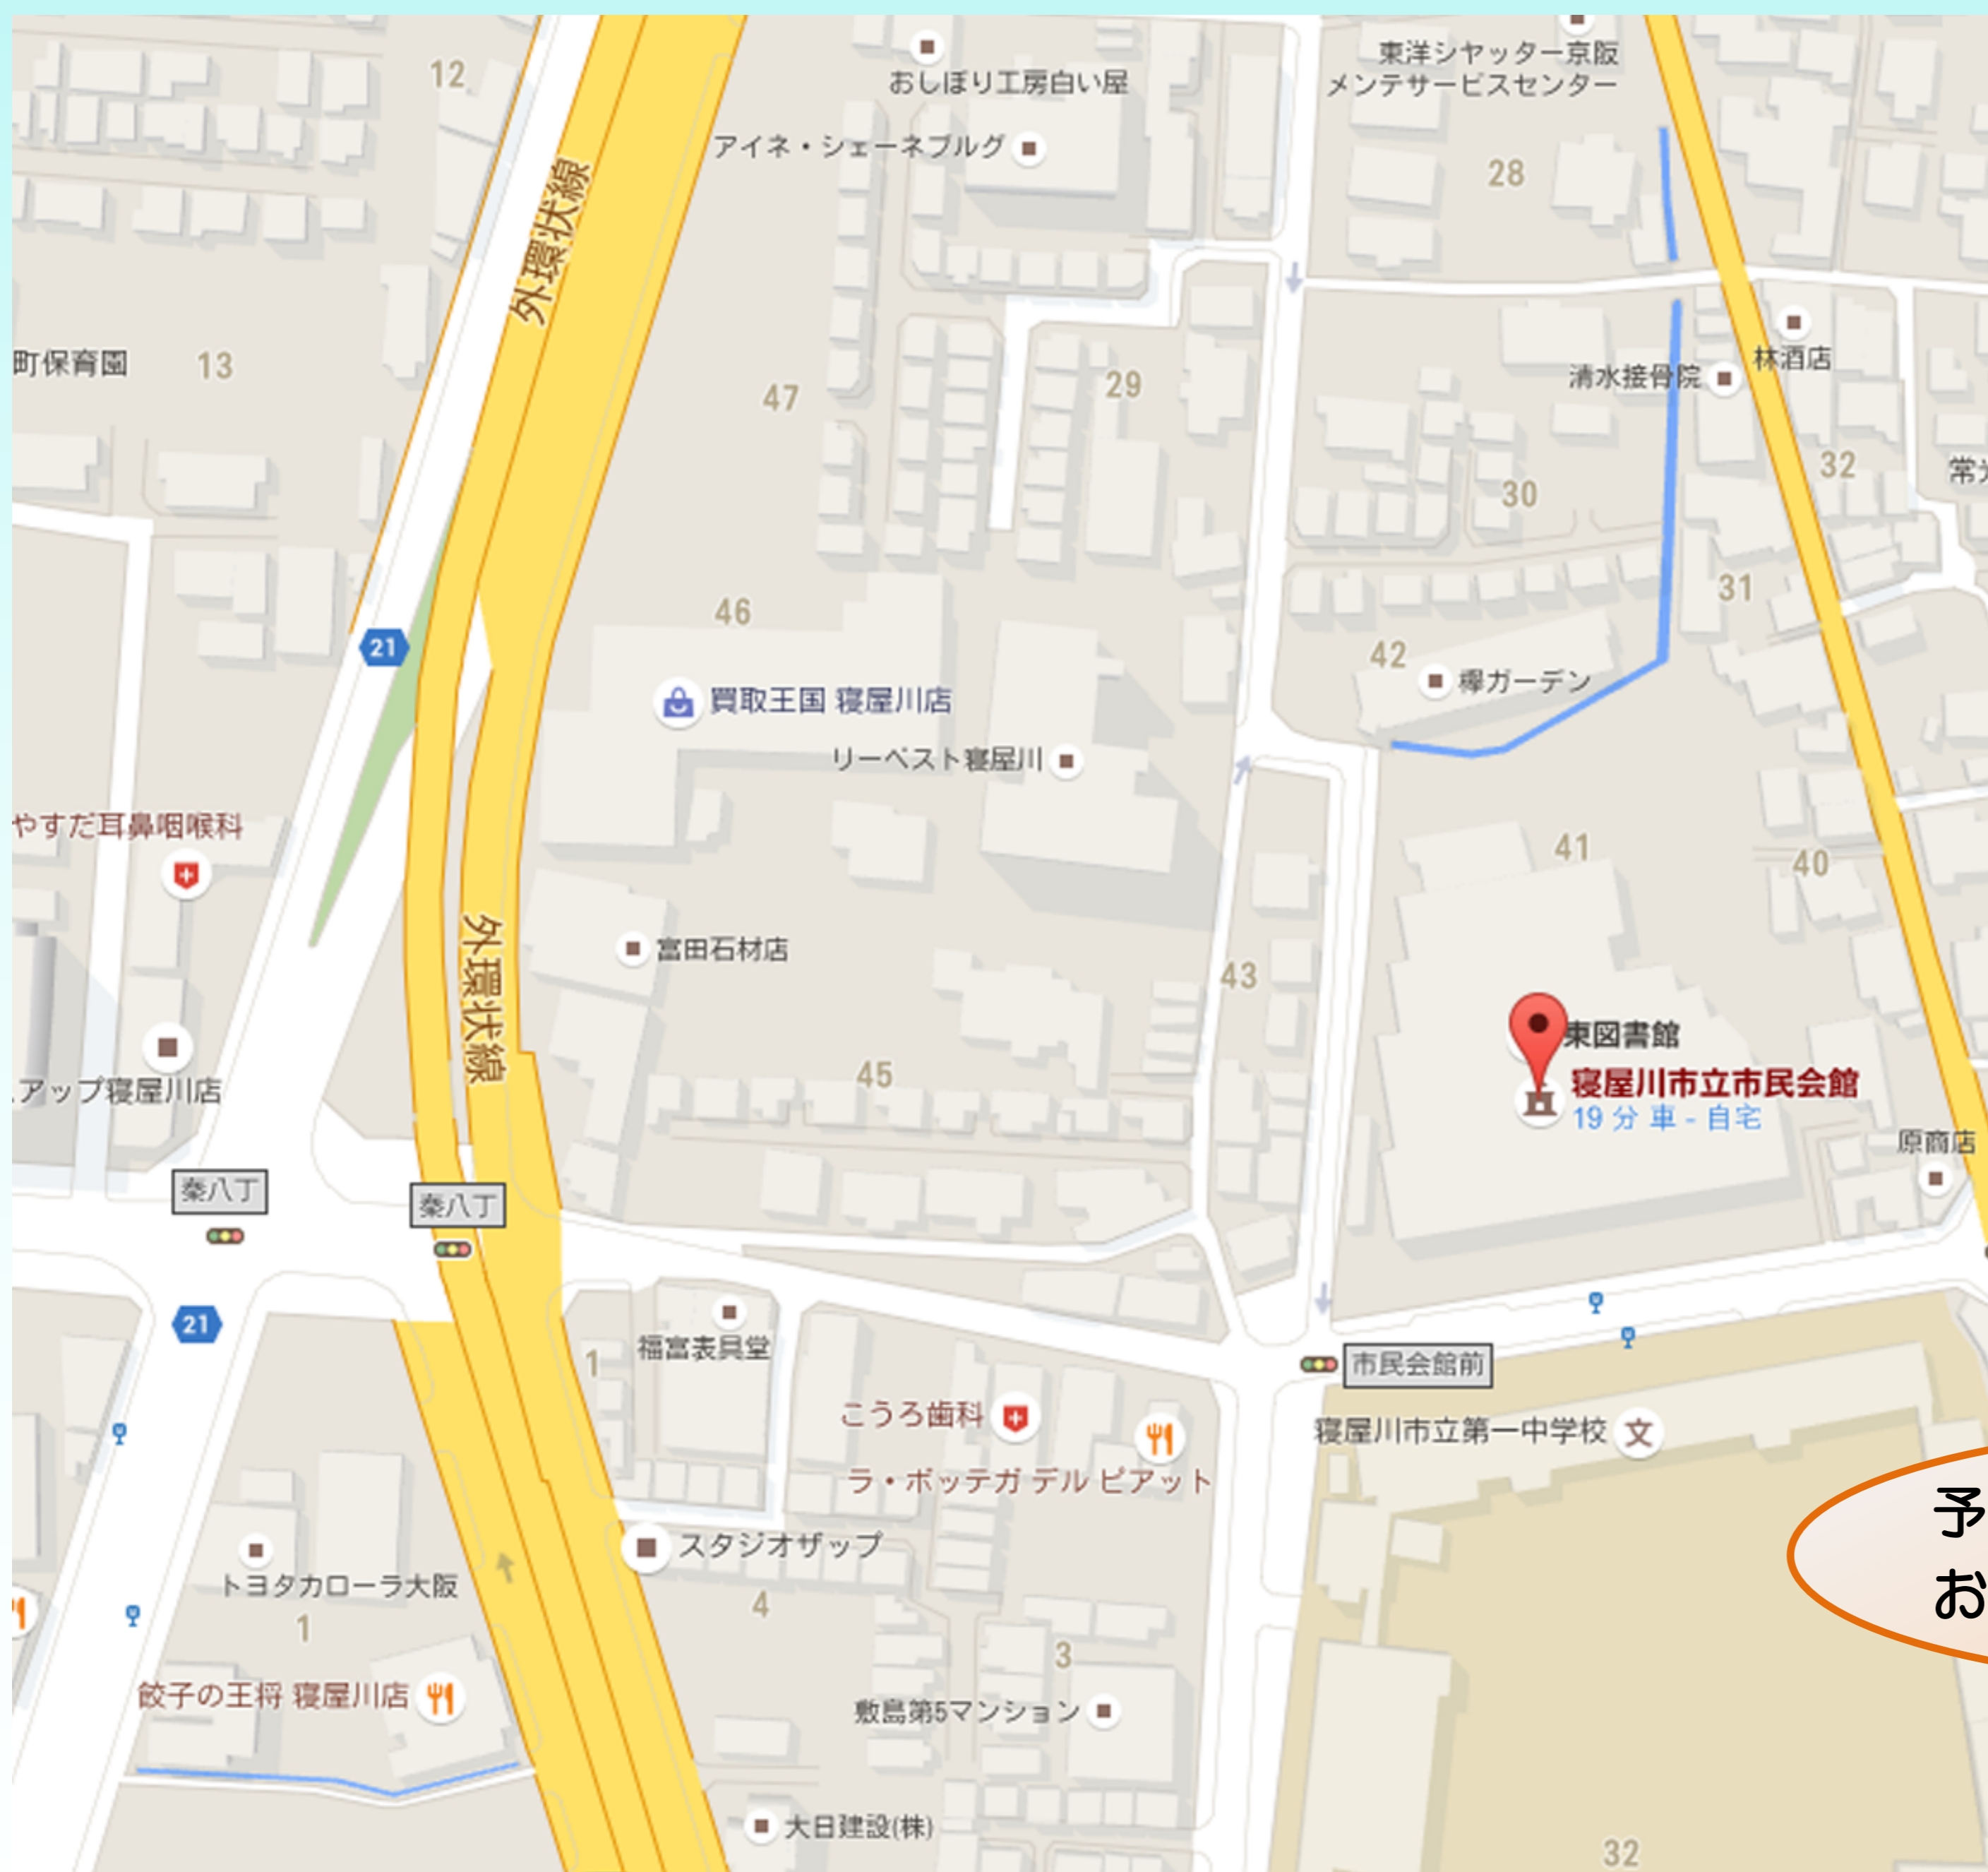 12
おしぼり工房白い屋
東洋シヤッター京阪
メンテサービスセンター
アイネ・シェーネブルグ
28
外環状線
町保育園
13
47
29
林酒店
清水接骨院
32
30
31
46
42
21
欅ガーデン
買取王国 寝屋川店
リーベスト寝屋川
やすだ耳鼻咽喉科
41
40
外環状線
富田石材店
43
東図書館
寝屋川市立市民会館
19 分 車 - 自宅
45
アップ寝屋川店
原商店
秦八丁
秦八丁
21
福富表具堂
1
市民会館前
こうろ歯科
寝屋川市立第一中学校
文
ラ・ボッテガ デル ピアット
予
スタジオザップ
お
トヨタカローラ大阪
1
4
3
餃子の王将 寝屋川店
敷島第5マンション
大日建設(株)
32